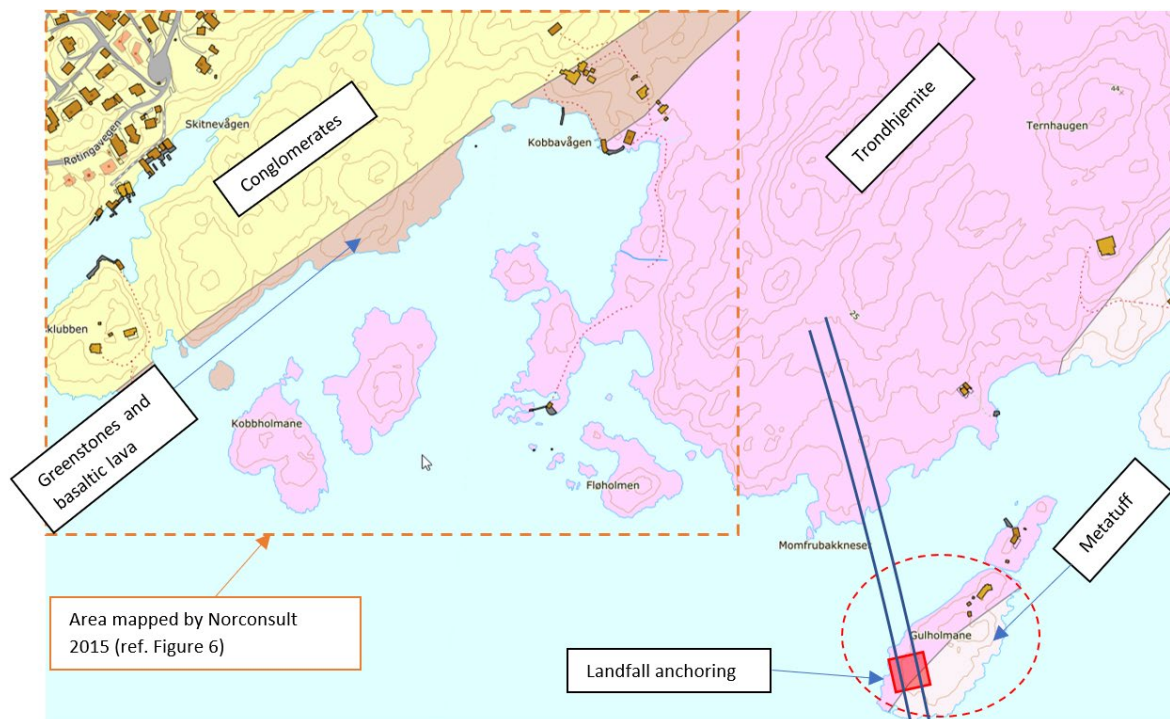 Skitnevågen
Røtingavegen
Conglomerates
Kobbavågen
Trondhjemite
44
Ternhaugen
klubben
25
Greenstones and
basaltic lava
Kobbholmane
Fløholmen
Momfrubakkneset
Metatuff
Area mapped by Norconsult
2015 (ref. Figure 6)
Gulholmane
Landfall anchoring